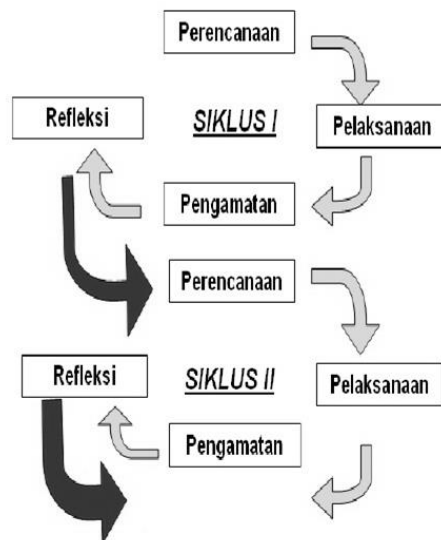 Perencanaan
Refleksi
SIKLUS I
Pelaksanaan
Pengamatan
Perencanaan
Refleksi
SIKLUS II
Pelaksanaan
Pengamatan